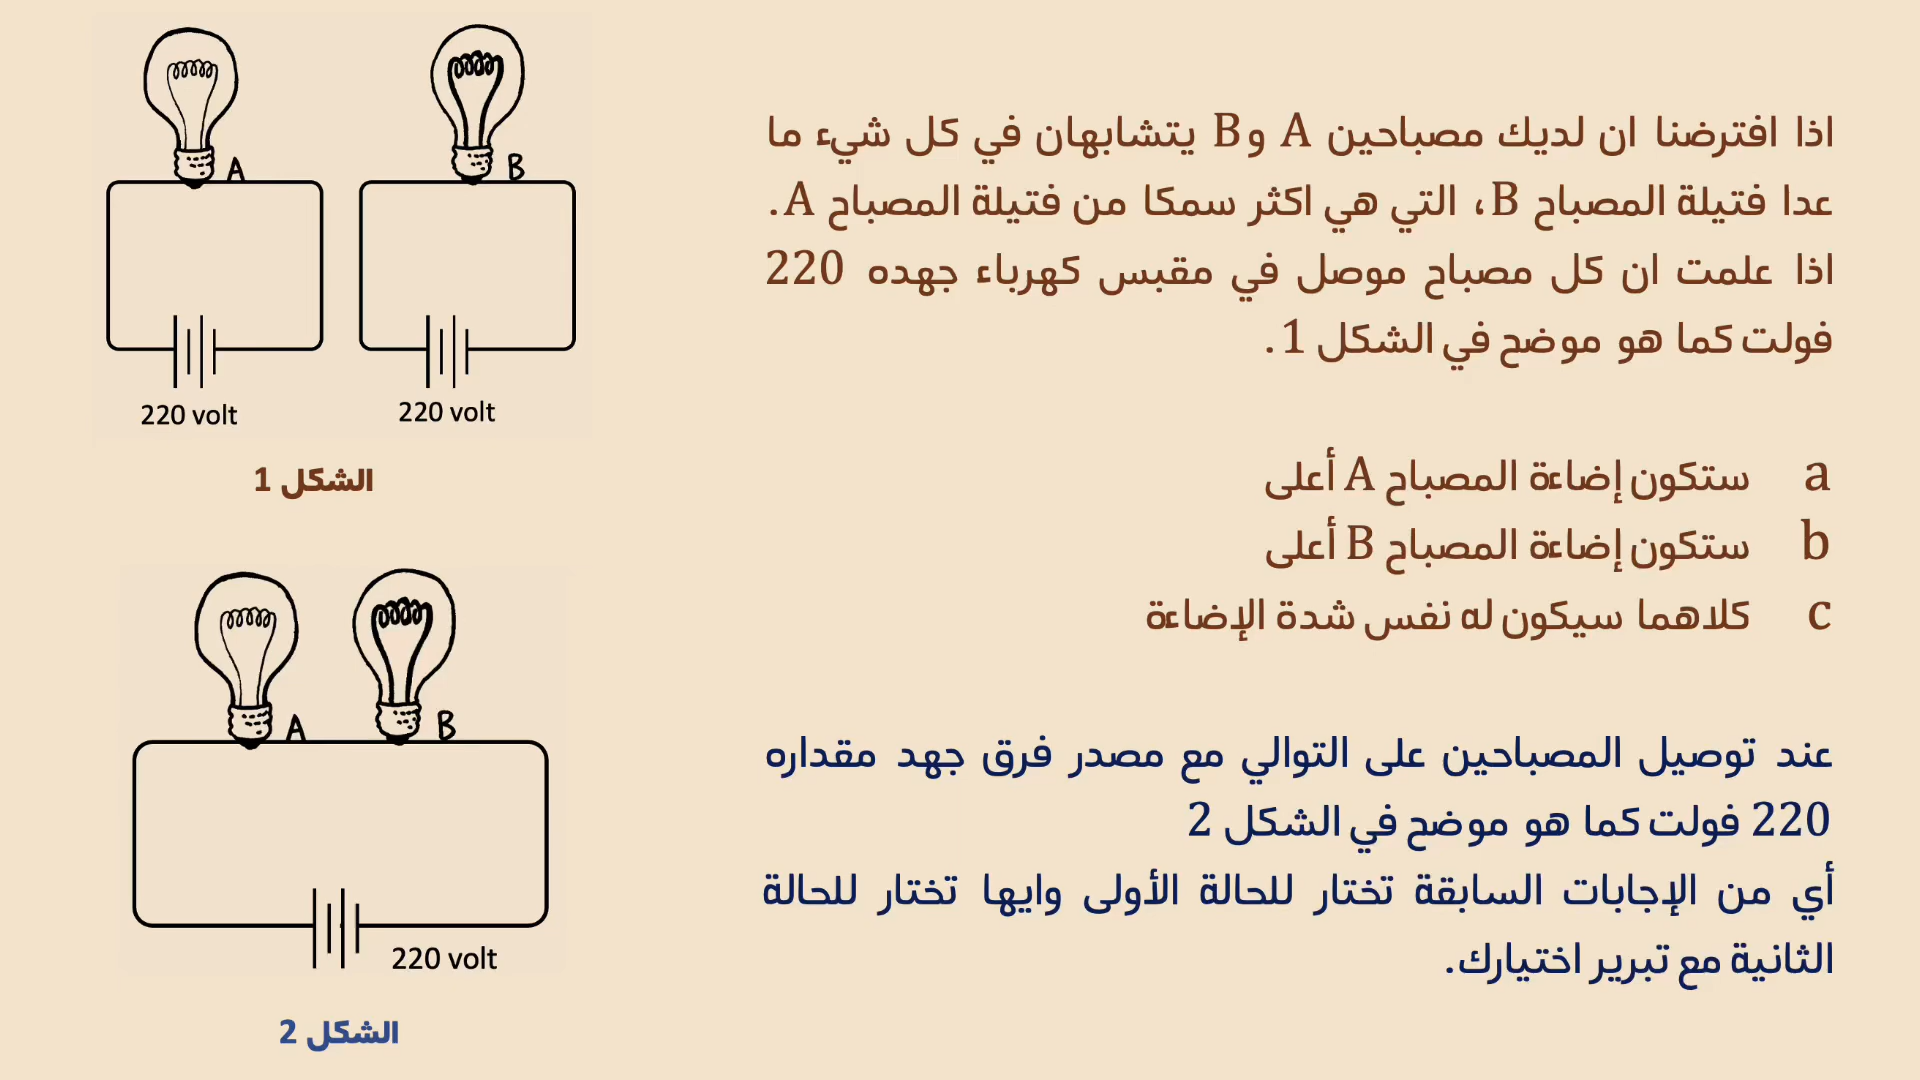 اذا افترضنا ان لديك مصباحين A وB يتشابهان في كل شيء ما
عدا فتيلة المصباح B، التي هي اكثر سمكا من فتيلة المصباح A.
اذا علمت ان كل مصباح موصل في مقبس كهرباء جهده 220
فولت كما هو موضح في الشكل 1.
a ستكون إضاءة المصباح A أعلى
b ستكون إضاءة المصباح B أعلى
c كلاهما سيكون له نفس شدة الإضاءة
عند توصيل المصباحين على التوالي مع مصدر فرق جهد مقداره
220 فولت كما هو موضح في الشكل 2
أي من الإجابات السابقة تختار للحالة الأولى وايها تختار للحالة
الثانية مع تبرير اختيارك.
A
B
220 volt
220 volt
الشكل 1
A
B
220 volt
الشكل 2